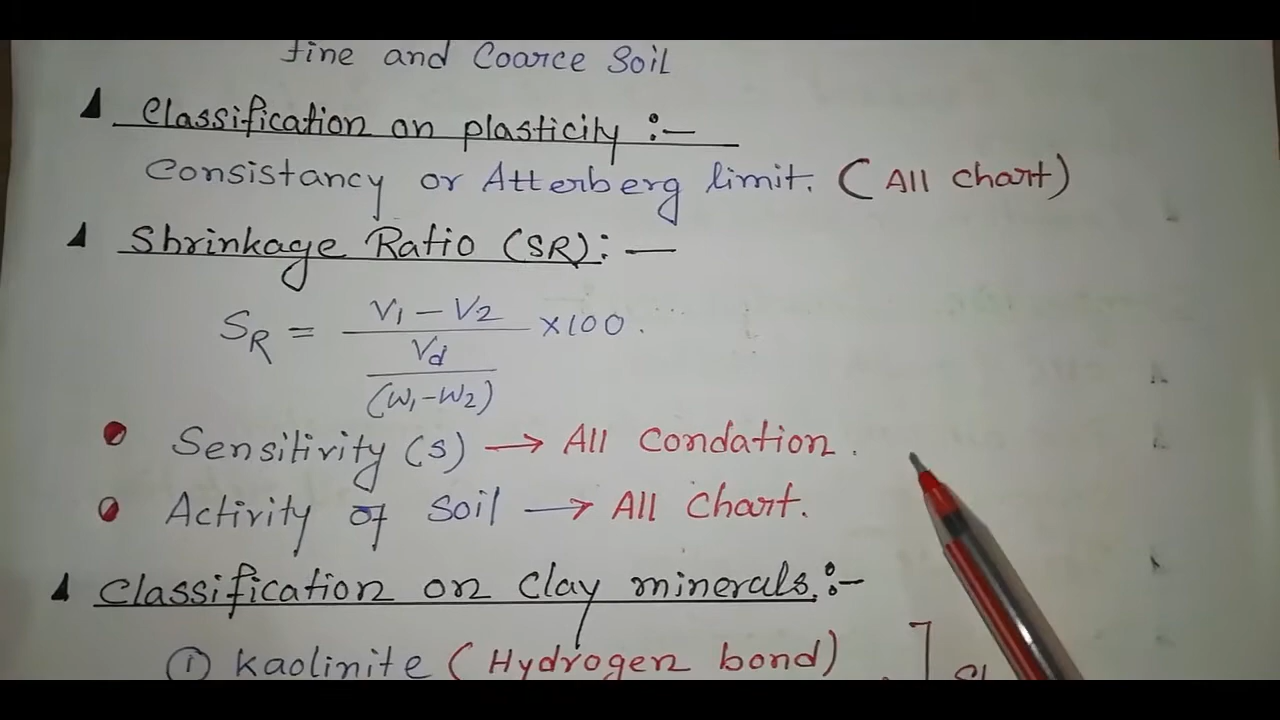 fine and Coarce Soil
Classification on plasticity :-
Consistancy or Atterberg limit. (All chart)
Shrinkage Ratio (SR): —
SR = V1 - V2 ×100.
Vd
(W1-W2)
Sensitivity (S) → All Condation.
Activity of Soil → All Chart.
Classification on Clay minerals:-
① Kaolinite (Hydrogen bond)